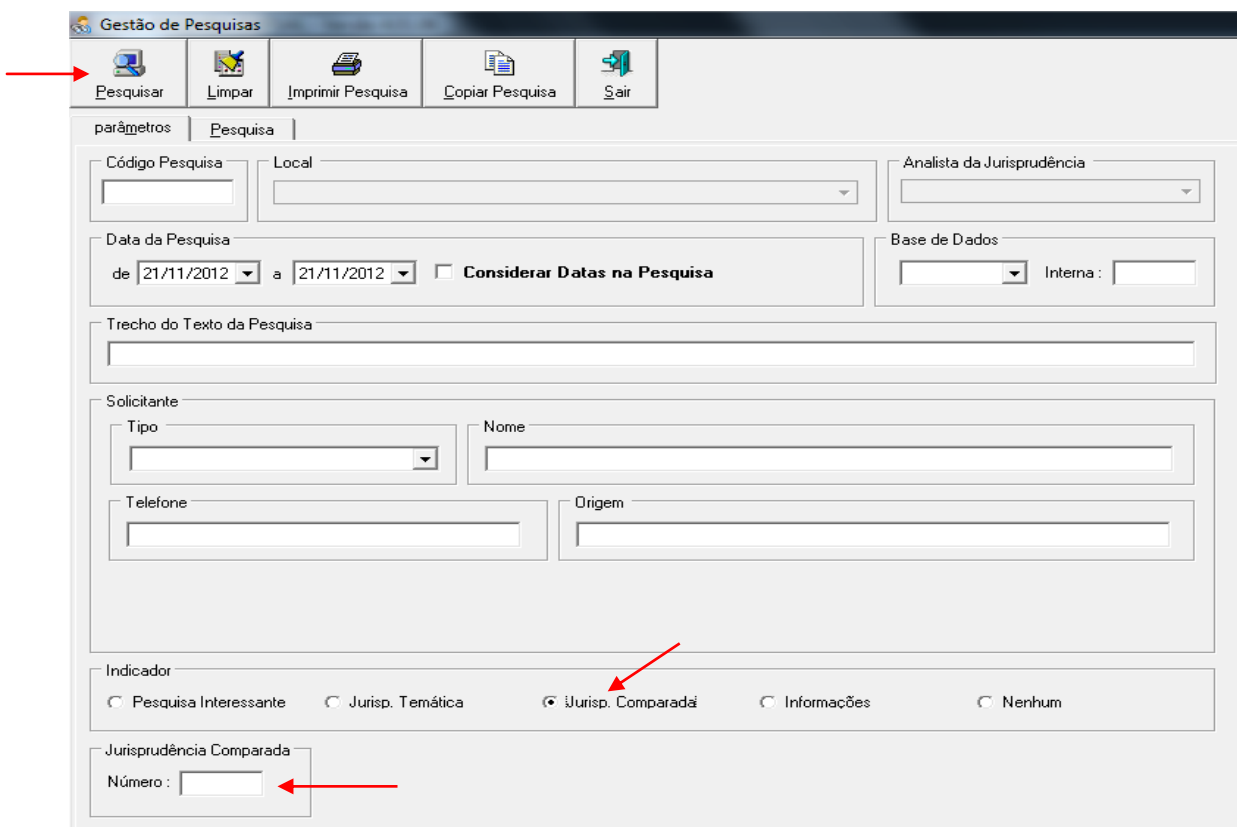 Gestão de Pesquisas
Pesquisar Limpar Imprimir Pesquisa Copiar Pesquisa Sair
parâmetros Pesquisa
Código Pesquisa Local Analista da Jurisprudência
Data da Pesquisa Base de Dados
de 21/11/2012 a 21/11/2012 Considerar Datas na Pesquisa Interna :
Trecho do Texto da Pesquisa
Solicitante
Tipo Nome
Telefone Origem
Indicador
Pesquisa Interessante Jurisp. Temática Jurisp. Comparada Informações Nenhum
Jurisprudência Comparada
Número :